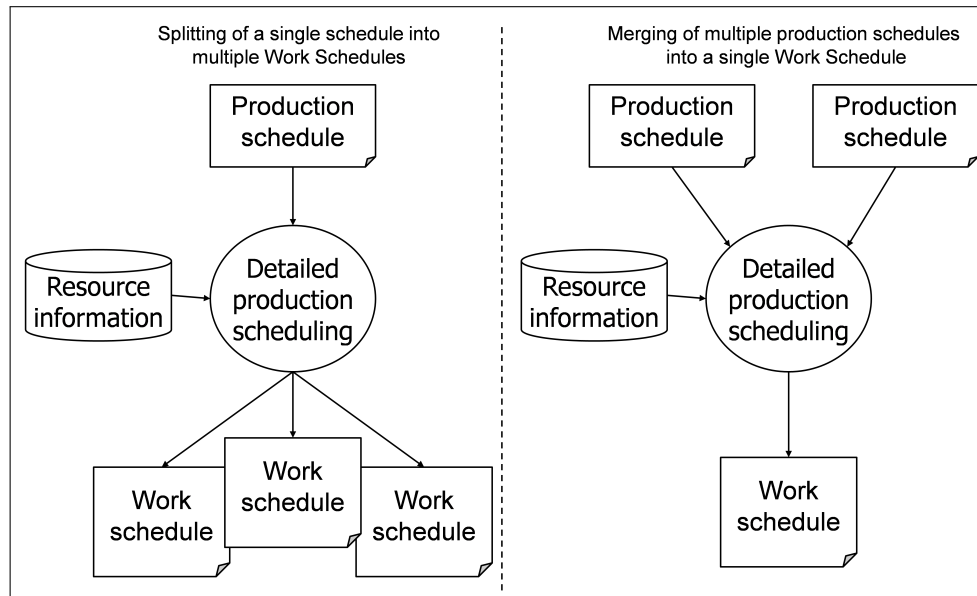 Splitting of a single schedule into
multiple Work Schedules
Production
schedule
Resource
information
Detailed
production
scheduling
Work
schedule
Work
schedule
Work
schedule
Merging of multiple production schedules
into a single Work Schedule
Production
schedule
Production
schedule
Resource
information
Detailed
production
scheduling
Work
schedule